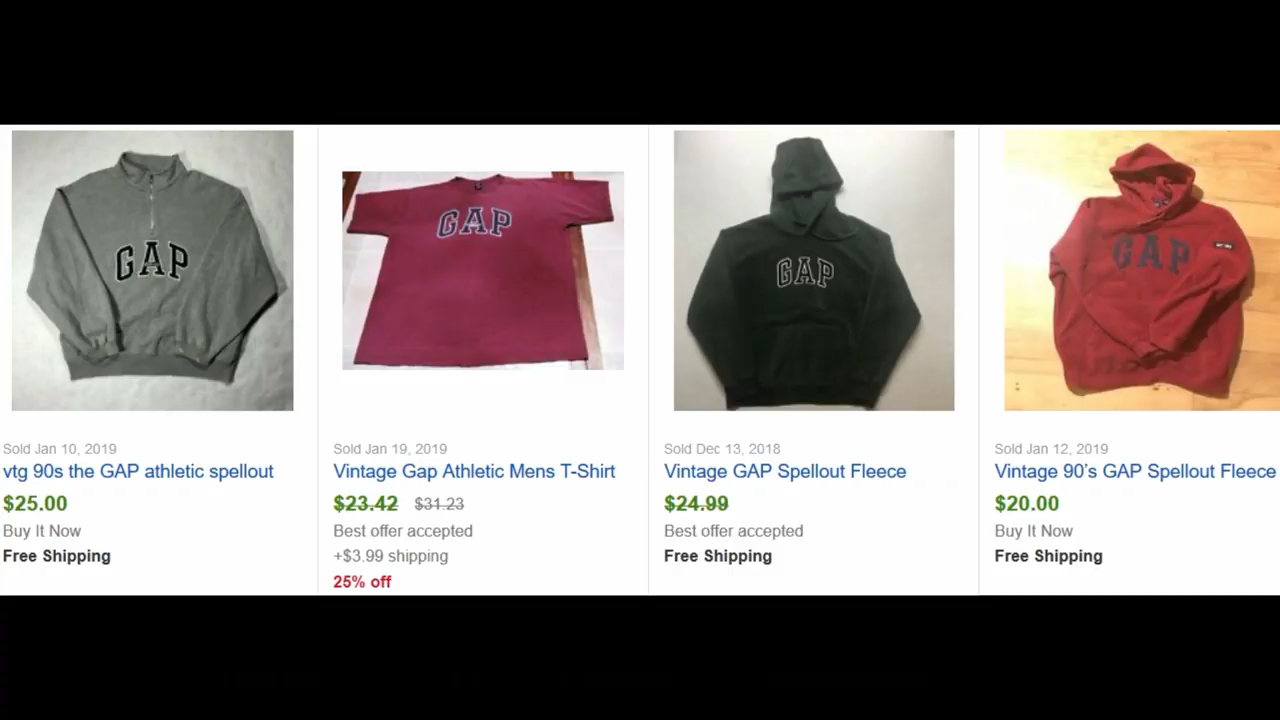 GAP
Sold Jan 10, 2019
vtg 90s the GAP athletic spellout
$25.00
Buy It Now
Free Shipping
GAP
Sold Jan 19, 2019
Vintage Gap Athletic Mens T-Shirt
$23.42 $31.23
Best offer accepted
+$3.99 shipping
25% off
GAP
Sold Dec 13, 2018
Vintage GAP Spellout Fleece
$24.99
Best offer accepted
Free Shipping
GAP
Sold Jan 12, 2019
Vintage 90's GAP Spellout Fleece
$20.00
Buy It Now
Free Shipping